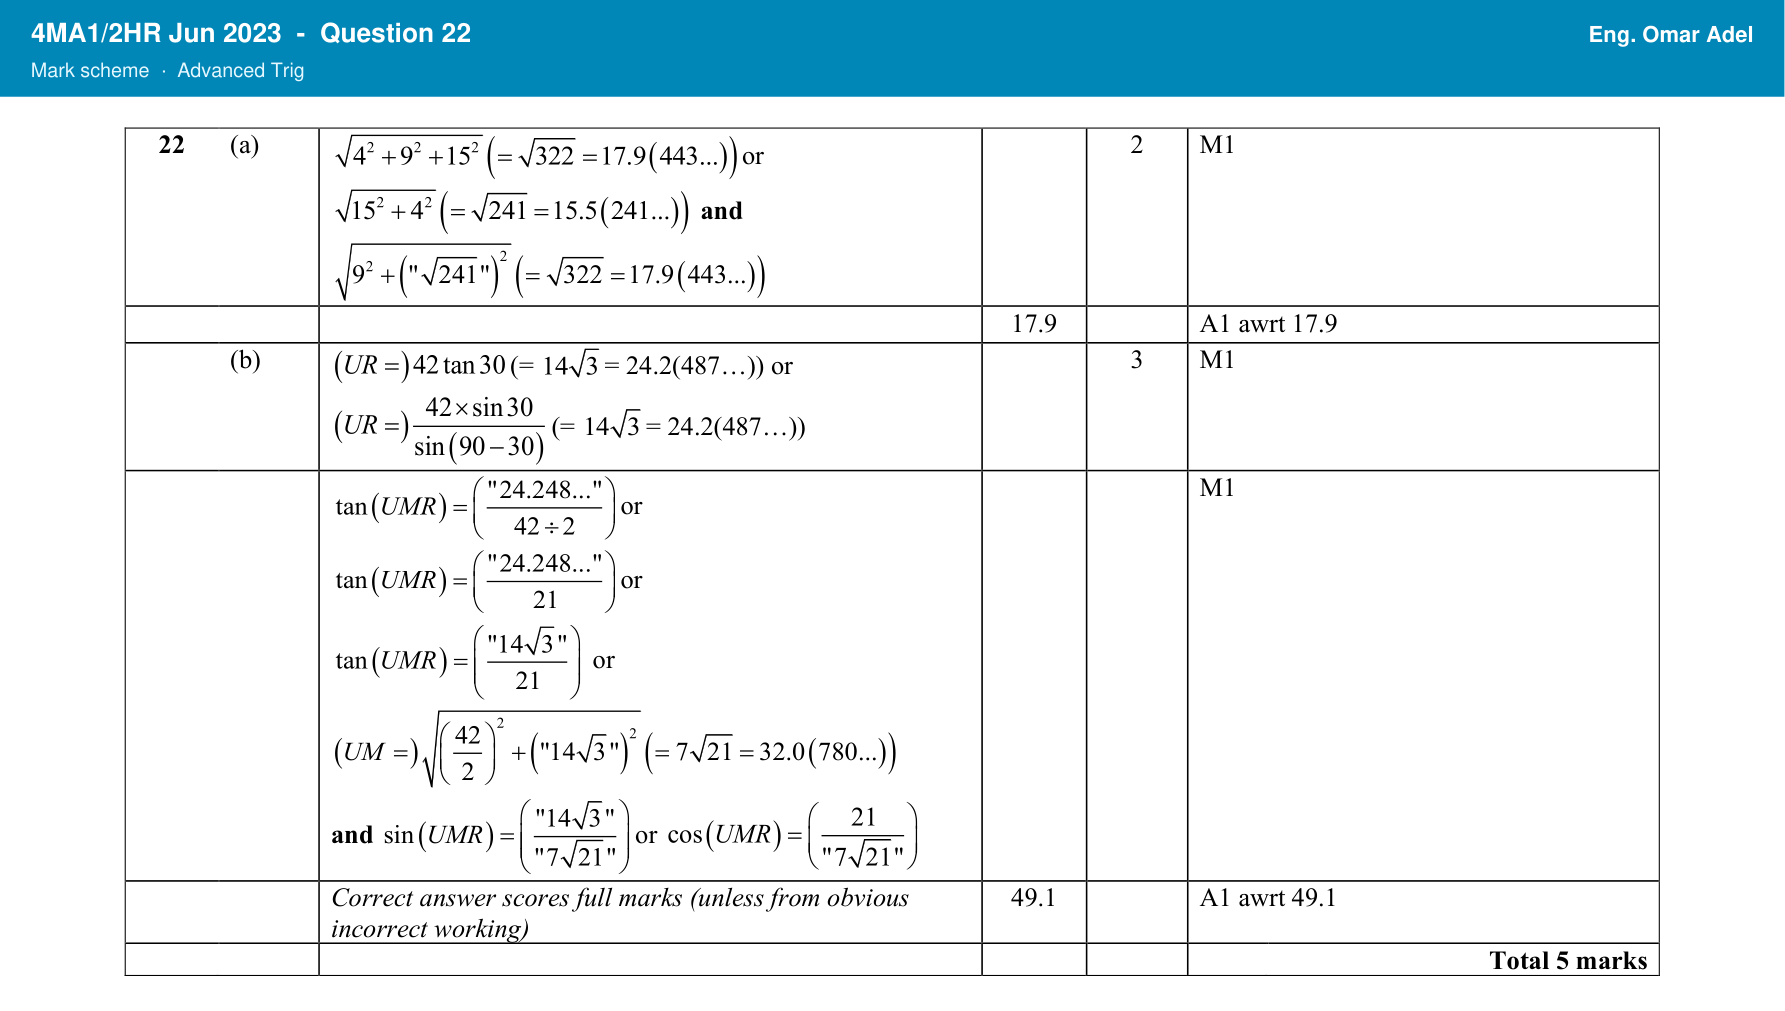 4MA1/2HR Jun 2023 - Question 22
Eng. Omar Adel
Mark scheme · Advanced Trig
22 (a) √(4² + 9² + 15²) (= √322 = 17.9(443...)) or 2 M1
√(15² + 4²) (= √241 = 15.5(241...)) and
√(9² + ("√241")²) (= √322 = 17.9(443...))
17.9 A1 awrt 17.9
(b) (UR =) 42 tan 30 (= 14√3 = 24.2(487…)) or 3 M1
(UR =) (42 × sin 30)/(sin(90 − 30)) (= 14√3 = 24.2(487…))
tan(UMR) = ("24.248..."/(42 ÷ 2)) or M1
tan(UMR) = ("24.248..."/21) or
tan(UMR) = ("14√3"/21) or
(UM =) √((42/2)² + ("14√3")²) (= 7√21 = 32.0(780...))
and sin(UMR) = ("14√3"/"7√21") or cos(UMR) = (21/"7√21")
Correct answer scores full marks (unless from obvious 49.1 A1 awrt 49.1
incorrect working)
Total 5 marks